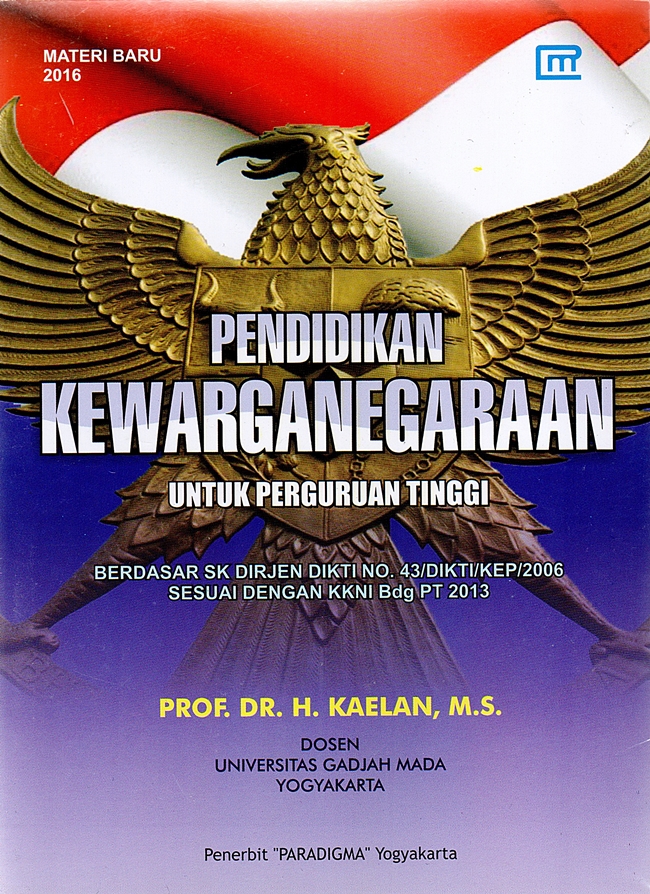 MATERI BARU
2016
PENDIDIKAN
KEWARGANEGARAAN
UNTUK PERGURUAN TINGGI
BERDASAR SK DIRJEN DIKTI NO. 43/DIKTI/KEP/2006
SESUAI DENGAN KKNI Bdg PT 2013
PROF. DR. H. KAELAN, M.S.
DOSEN
UNIVERSITAS GADJAH MADA
YOGYAKARTA
Penerbit "PARADIGMA" Yogyakarta